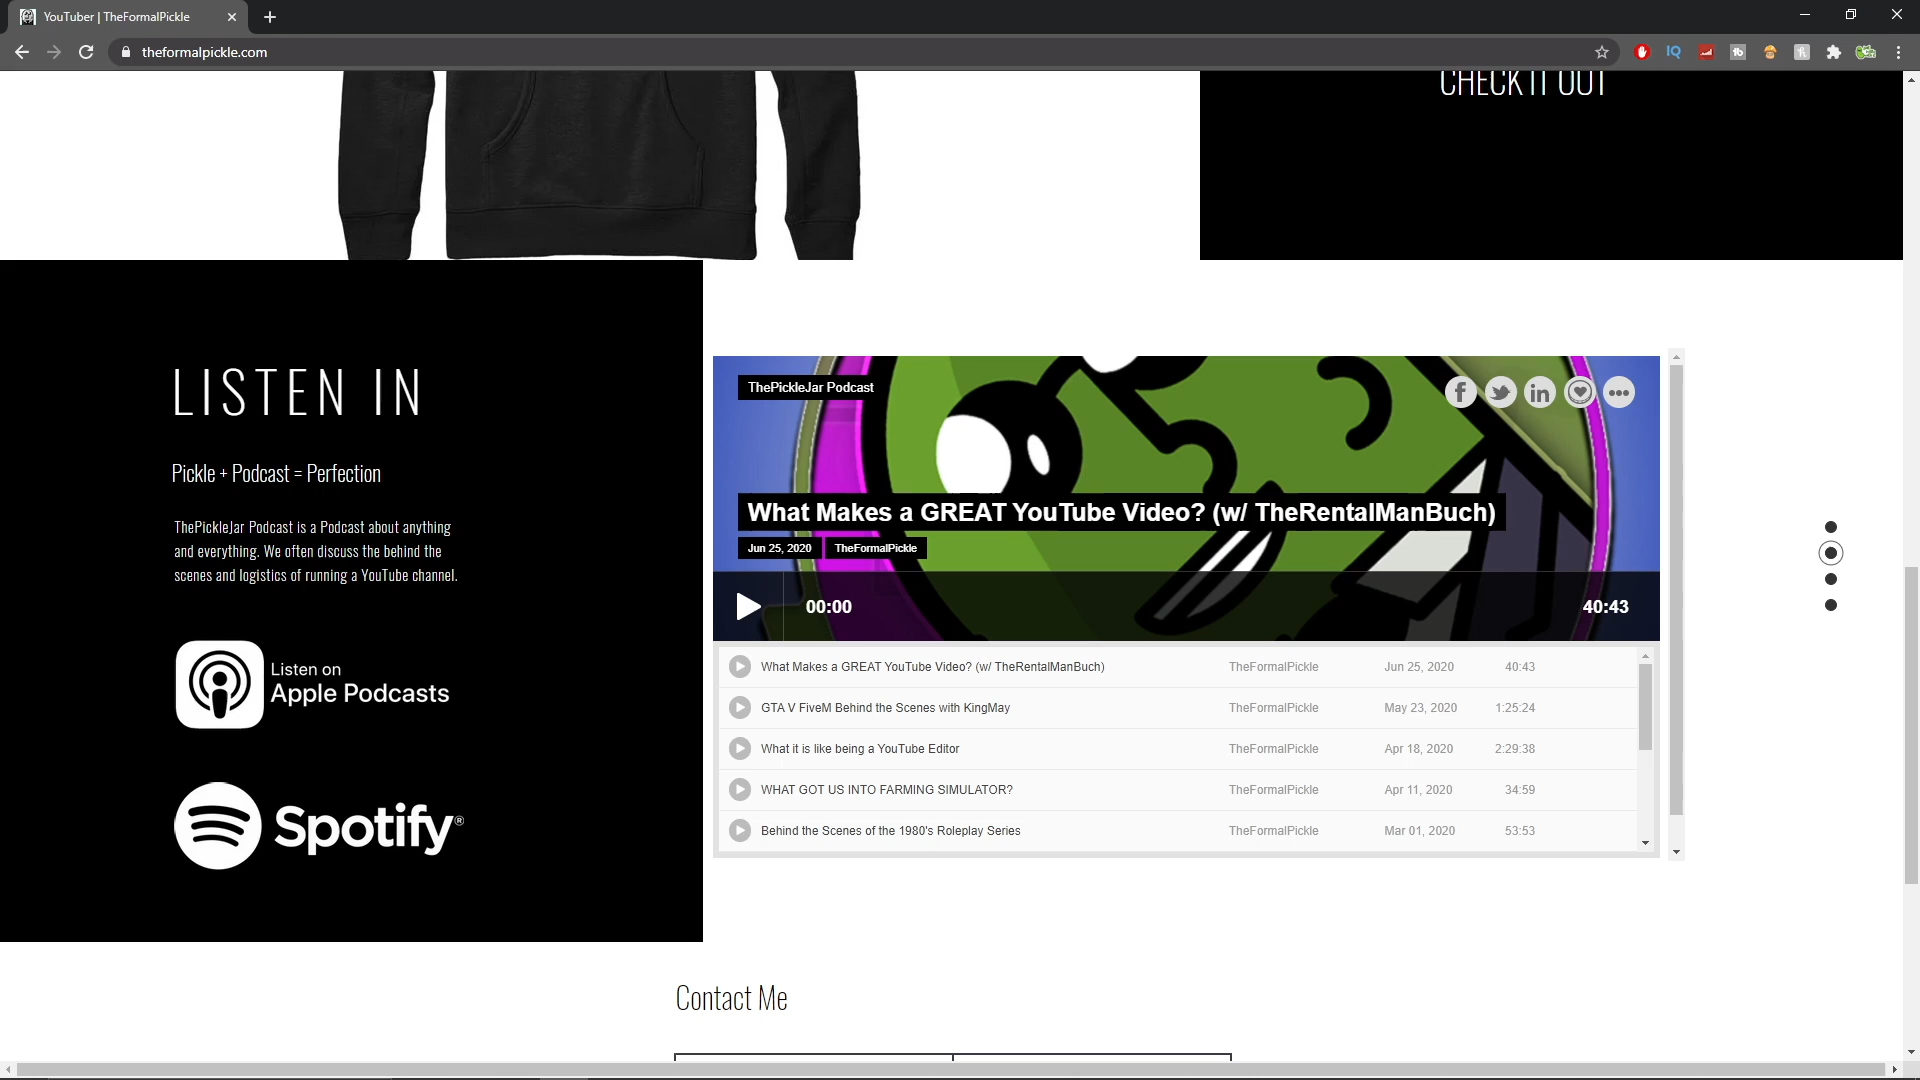 YouTuber | TheFormalPickle
theformalpickle.com
CHECK IT OUT
LISTEN IN
Pickle + Podcast = Perfection
ThePickleJar Podcast is a Podcast about anything
and everything. We often discuss the behind the
scenes and logistics of running a YouTube channel.
Listen on
Apple Podcasts
Spotify®
ThePickleJar Podcast
What Makes a GREAT YouTube Video? (w/ TheRentalManBuch)
Jun 25, 2020 TheFormalPickle
00:00 40:43
What Makes a GREAT YouTube Video? (w/ TheRentalManBuch) TheFormalPickle Jun 25, 2020 40:43
GTA V FiveM Behind the Scenes with KingMay TheFormalPickle May 23, 2020 1:25:24
What it is like being a YouTube Editor TheFormalPickle Apr 18, 2020 2:29:38
WHAT GOT US INTO FARMING SIMULATOR? TheFormalPickle Apr 11, 2020 34:59
Behind the Scenes of the 1980's Roleplay Series TheFormalPickle Mar 01, 2020 53:53
Contact Me